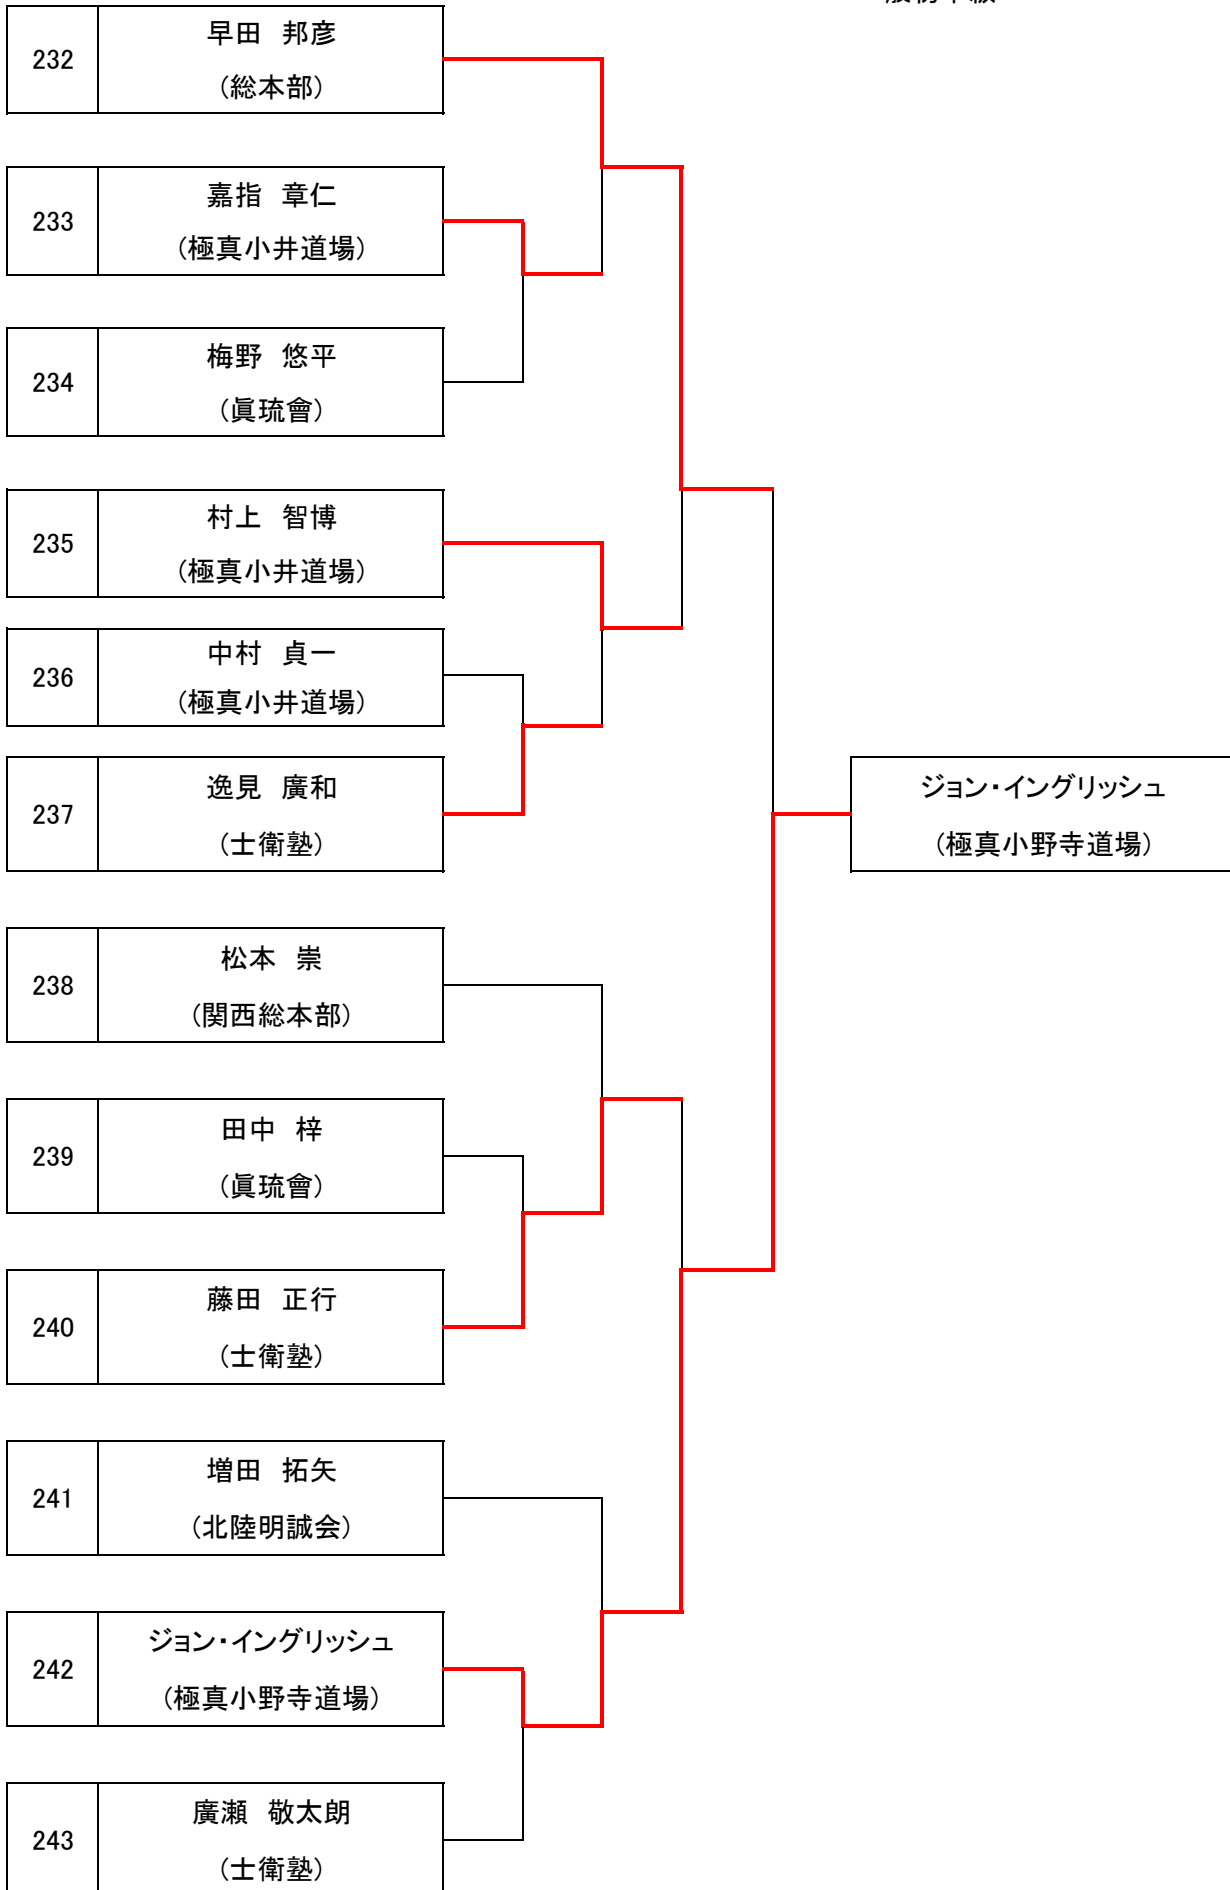 232
早田 邦彦
(総本部)
233
嘉指 章仁
(極真小井道場)
234
梅野 悠平
(眞琉會)
235
村上 智博
(極真小井道場)
236
中村 貞一
(極真小井道場)
237
逸見 廣和
(士衛塾)
ジョン・イングリッシュ
(極真小野寺道場)
238
松本 崇
(関西総本部)
239
田中 梓
(眞琉會)
240
藤田 正行
(士衛塾)
241
増田 拓矢
(北陸明誠会)
242
ジョン・イングリッシュ
(極真小野寺道場)
243
廣瀬 敬太朗
(士衛塾)